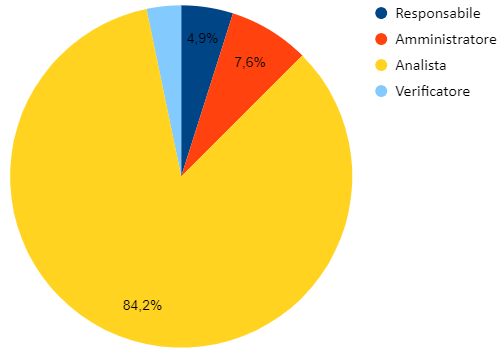 Responsabile
Amministratore
Analista
Verificatore
4,9%
7,6%
84,2%